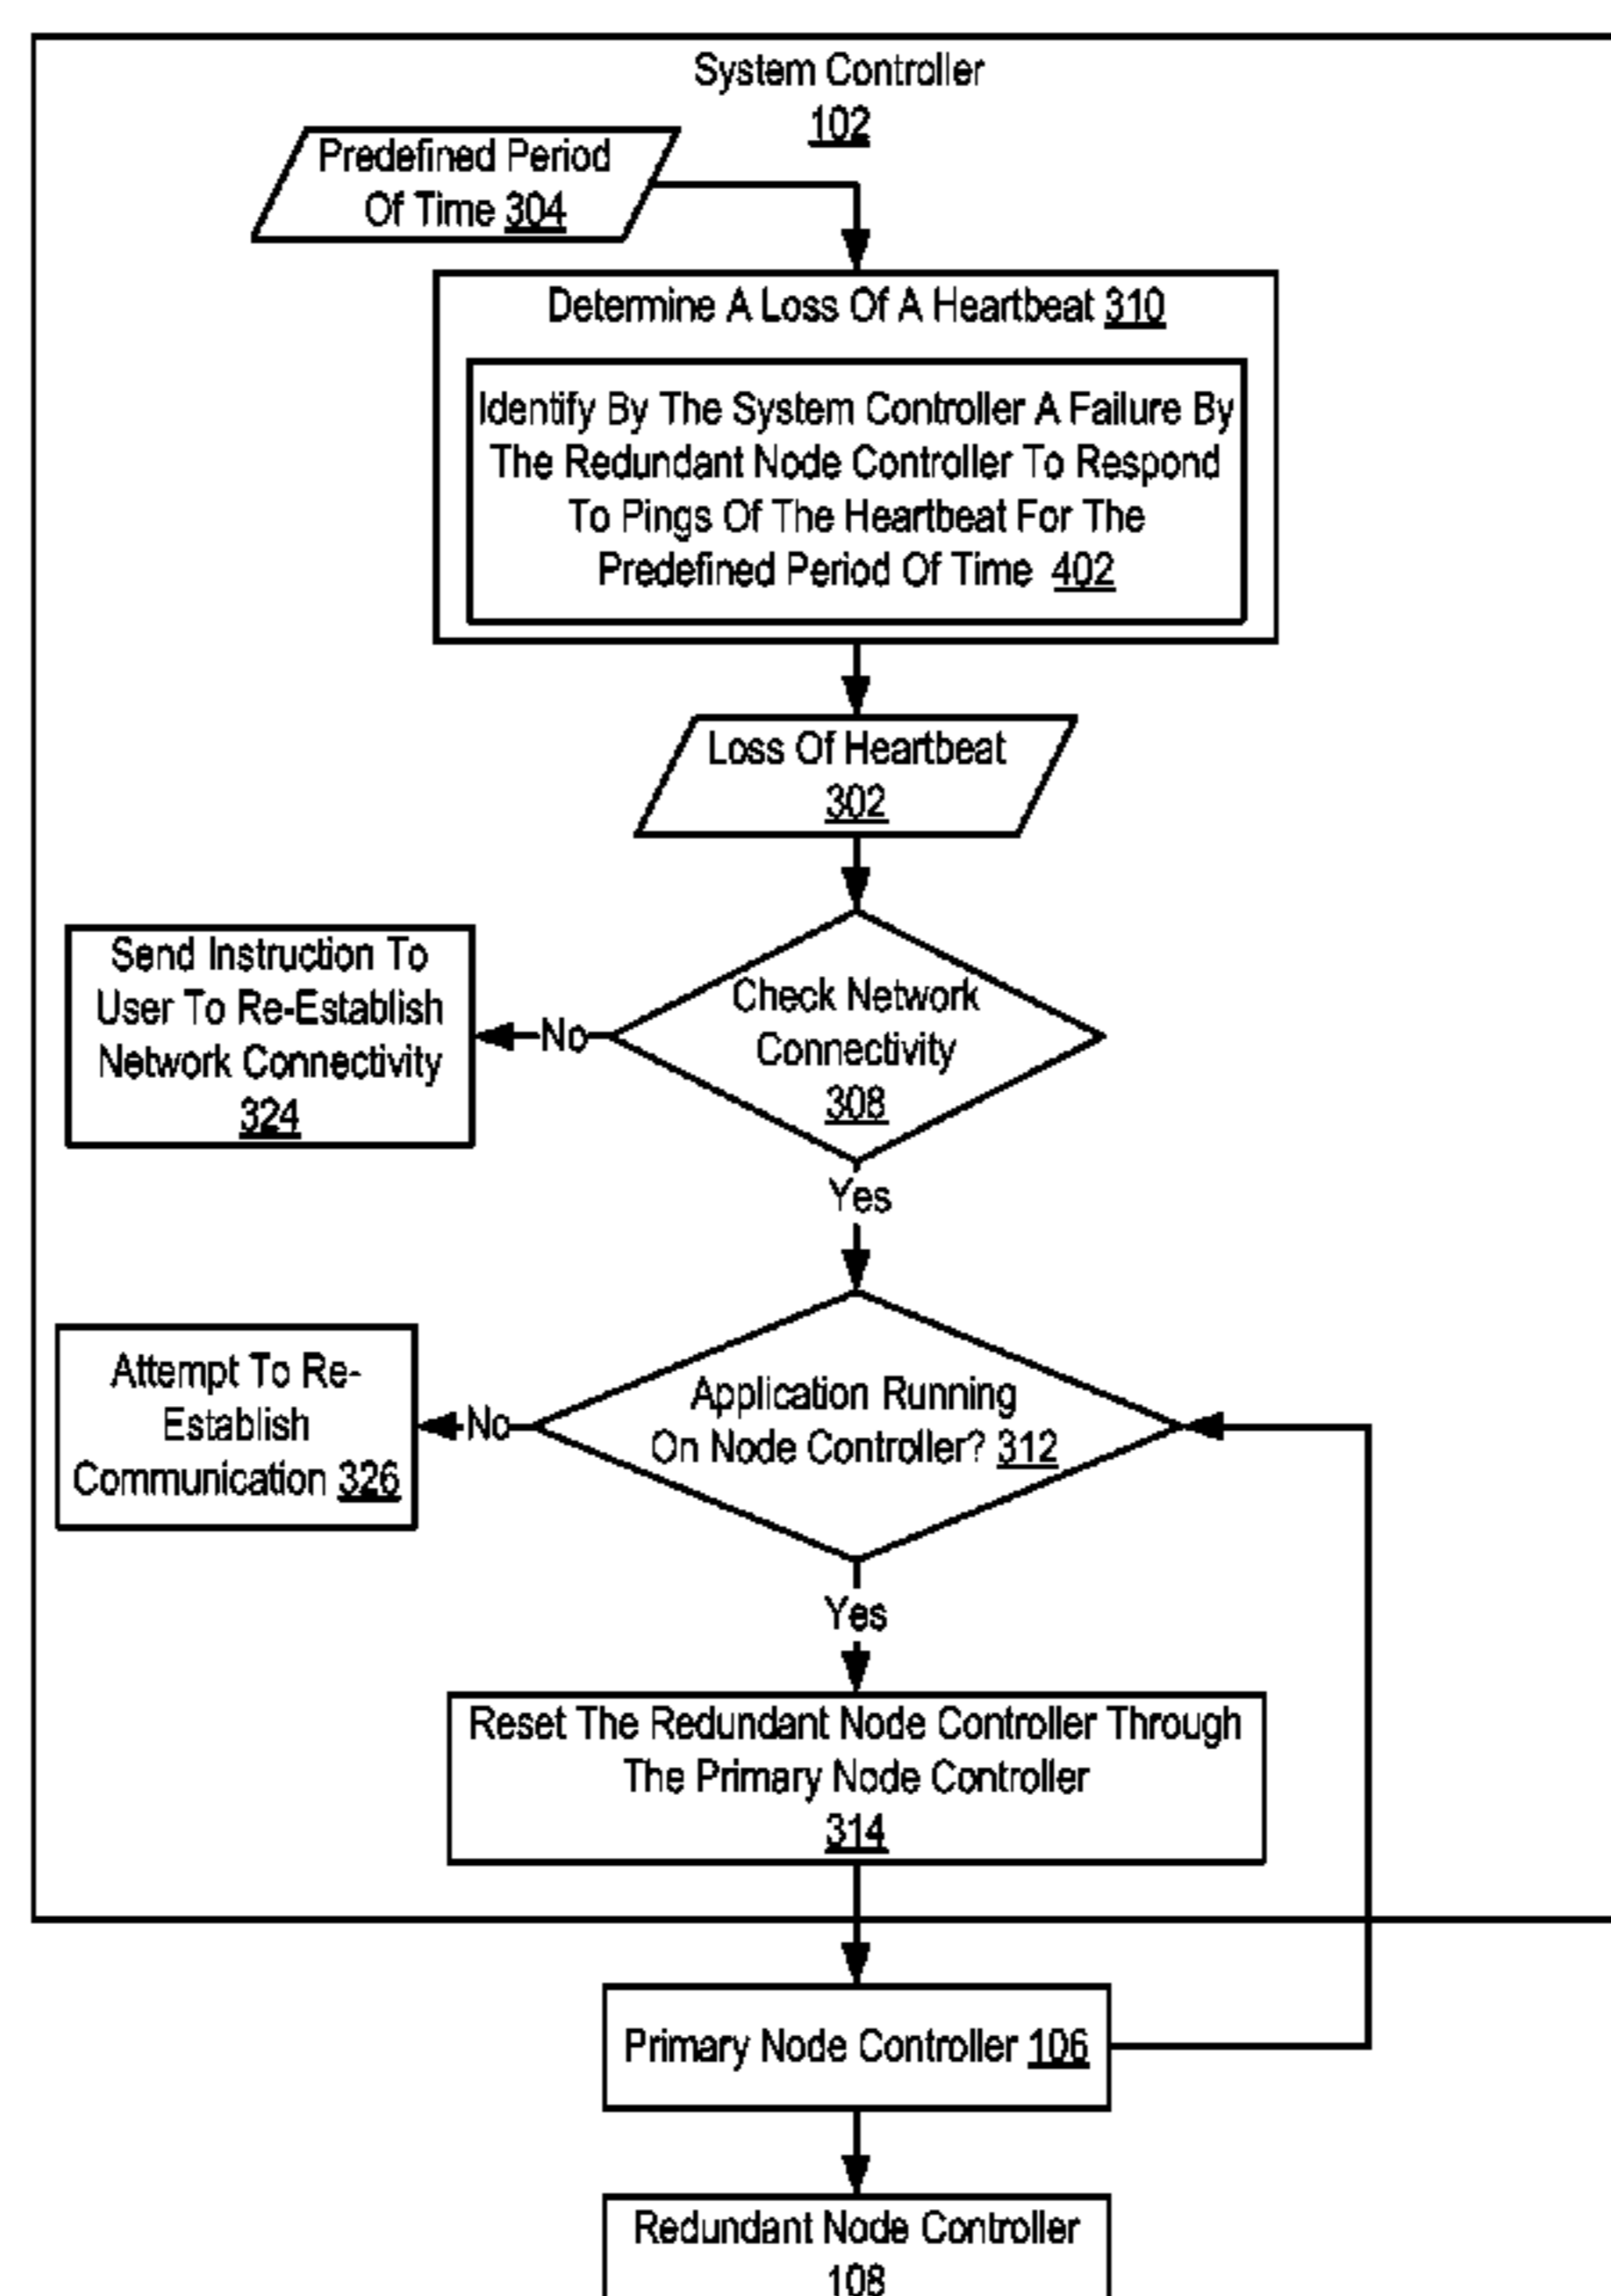 System Controller
102
Predefined Period
Of Time 304
Determine A Loss Of A Heartbeat 310
Identify By The System Controller A Failure By
The Redundant Node Controller To Respond
To Pings Of The Heartbeat For The
Predefined Period Of Time 402
Loss Of Heartbeat
302
Check Network
Connectivity
308
No
Send Instruction To
User To Re-Establish
Network Connectivity
324
Yes
Application Running
On Node Controller? 312
No
Attempt To Re-
Establish
Communication 326
Yes
Reset The Redundant Node Controller Through
The Primary Node Controller
314
Primary Node Controller 106
Redundant Node Controller
108